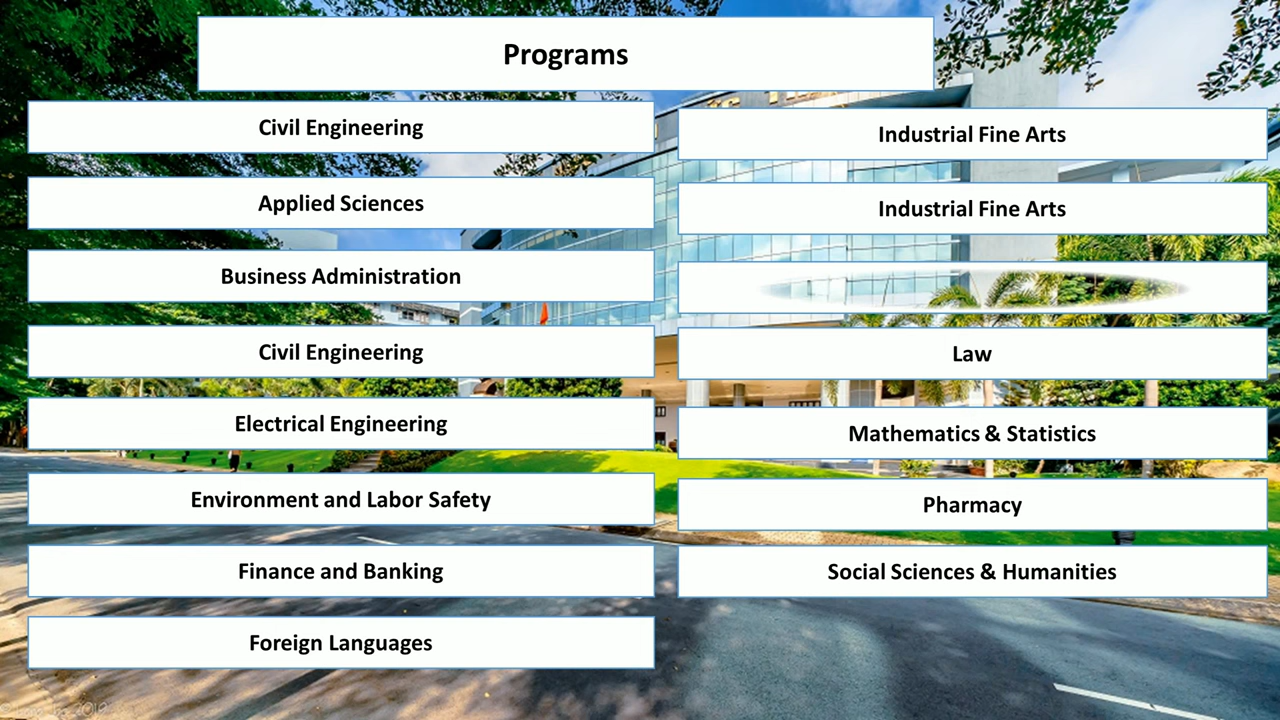 Programs
Civil Engineering
Applied Sciences
Business Administration
Civil Engineering
Electrical Engineering
Environment and Labor Safety
Finance and Banking
Foreign Languages
Industrial Fine Arts
Industrial Fine Arts
Law
Mathematics & Statistics
Pharmacy
Social Sciences & Humanities
2019